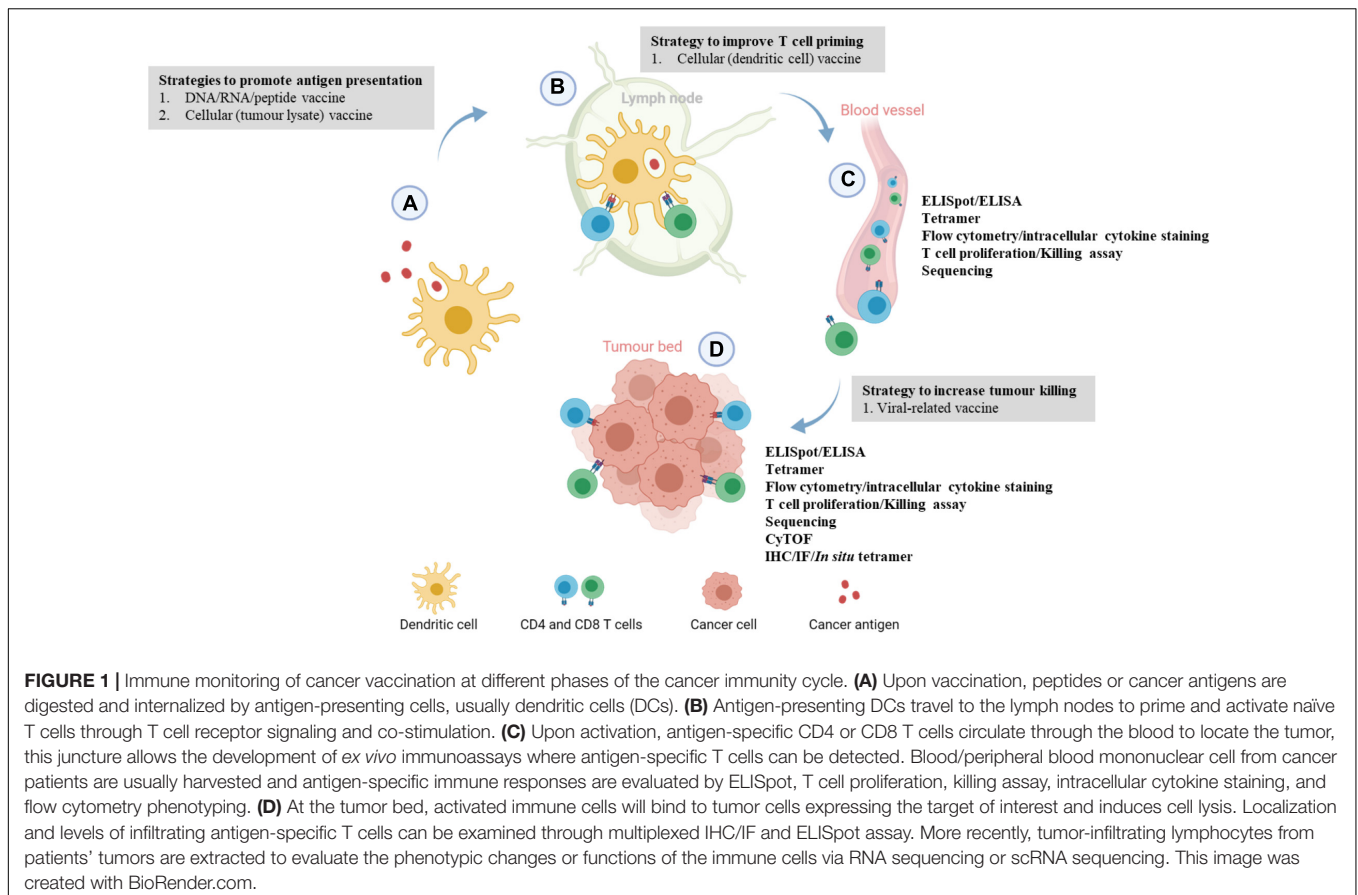 Strategy to improve T cell priming
1. Cellular (dendritic cell) vaccine
Strategies to promote antigen presentation
1. DNA/RNA/peptide vaccine
2. Cellular (tumour lysate) vaccine
B
Lymph node
Blood vessel
A
C
ELISpot/ELISA
Tetramer
Flow cytometry/intracellular cytokine staining
T cell proliferation/Killing assay
Sequencing
Tumour bed
D
Strategy to increase tumour killing
1. Viral-related vaccine
ELISpot/ELISA
Tetramer
Flow cytometry/intracellular cytokine staining
T cell proliferation/Killing assay
Sequencing
CyTOF
IHC/IF/In situ tetramer
Dendritic cell
CD4 and CD8 T cells
Cancer cell
Cancer antigen
FIGURE 1 | Immune monitoring of cancer vaccination at different phases of the cancer immunity cycle. (A) Upon vaccination, peptides or cancer antigens are
digested and internalized by antigen-presenting cells, usually dendritic cells (DCs). (B) Antigen-presenting DCs travel to the lymph nodes to prime and activate naïve
T cells through T cell receptor signaling and co-stimulation. (C) Upon activation, antigen-specific CD4 or CD8 T cells circulate through the blood to locate the tumor,
this juncture allows the development of ex vivo immunoassays where antigen-specific T cells can be detected. Blood/peripheral blood mononuclear cell from cancer
patients are usually harvested and antigen-specific immune responses are evaluated by ELISpot, T cell proliferation, killing assay, intracellular cytokine staining, and
flow cytometry phenotyping. (D) At the tumor bed, activated immune cells will bind to tumor cells expressing the target of interest and induces cell lysis. Localization
and levels of infiltrating antigen-specific T cells can be examined through multiplexed IHC/IF and ELISpot assay. More recently, tumor-infiltrating lymphocytes from
patients' tumors are extracted to evaluate the phenotypic changes or functions of the immune cells via RNA sequencing or scRNA sequencing. This image was
created with BioRender.com.